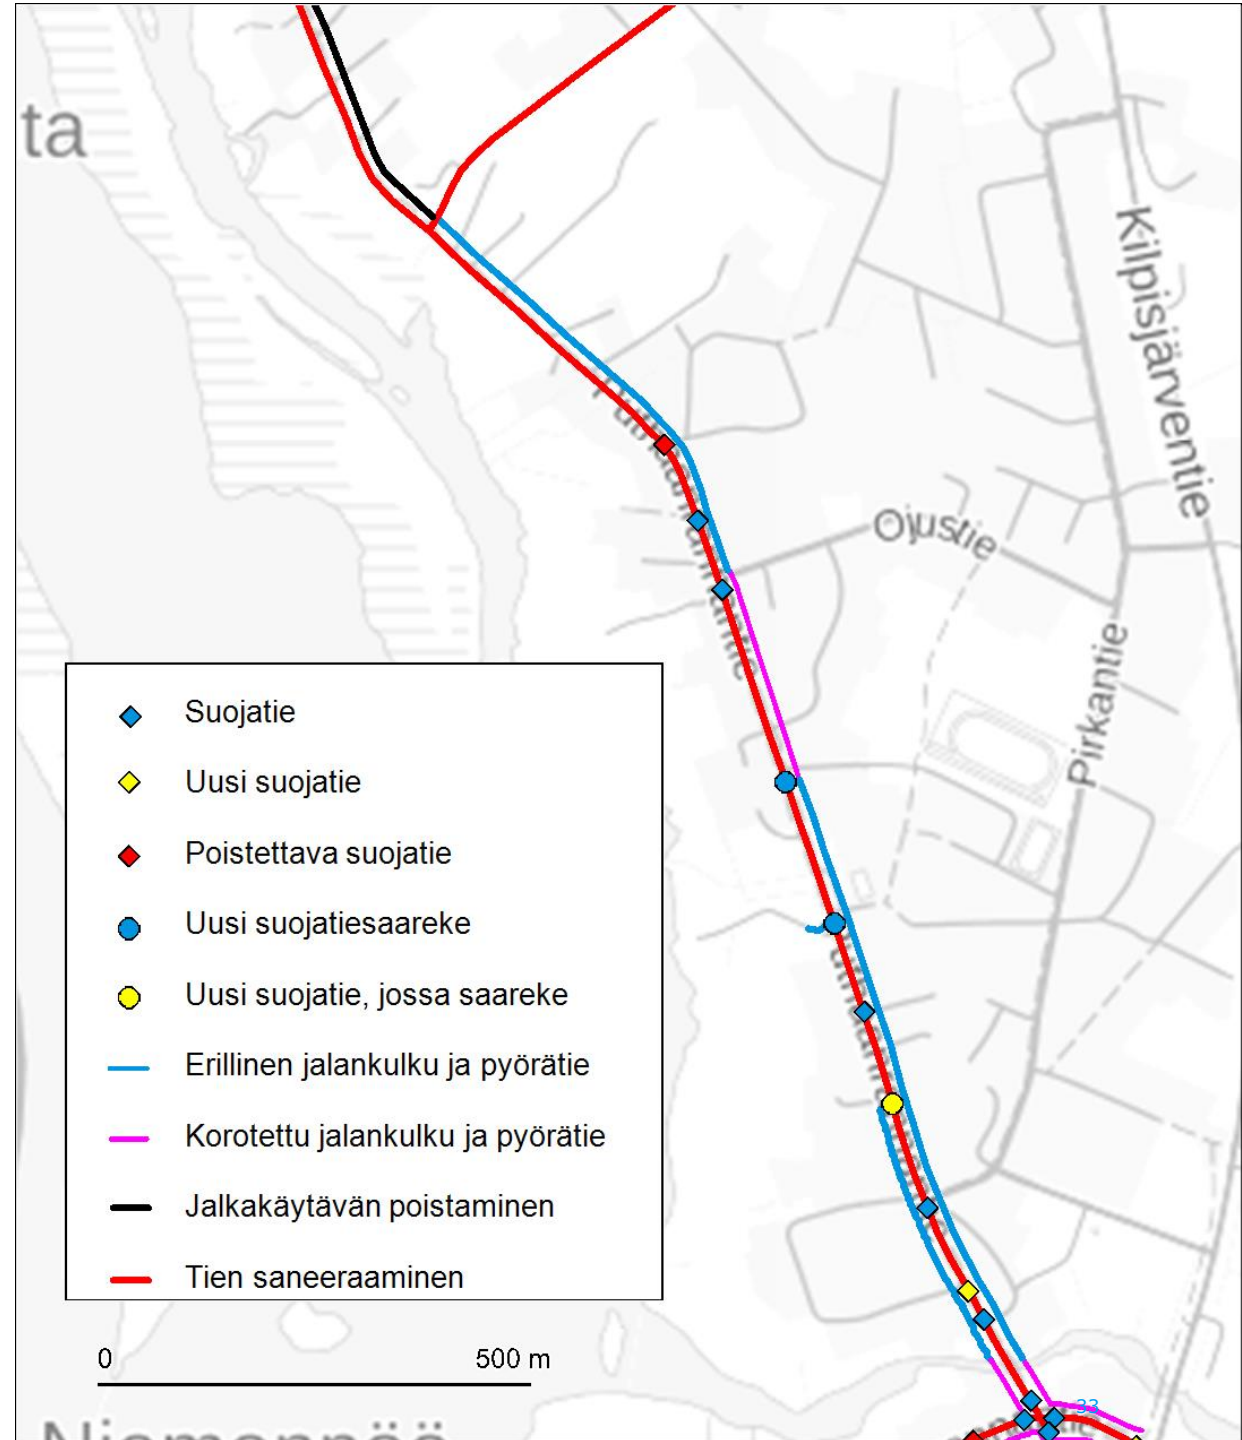 ta
Kilpisjärventie
Ojustie
Pirkantie
Suojatie
Uusi suojatie
Poistettava suojatie
Uusi suojatiesaareke
Uusi suojatie, jossa saareke
Erillinen jalankulku ja pyörätie
Korotettu jalankulku ja pyörätie
Jalkakäytävän poistaminen
Tien saneeraaminen
0 500 m
33